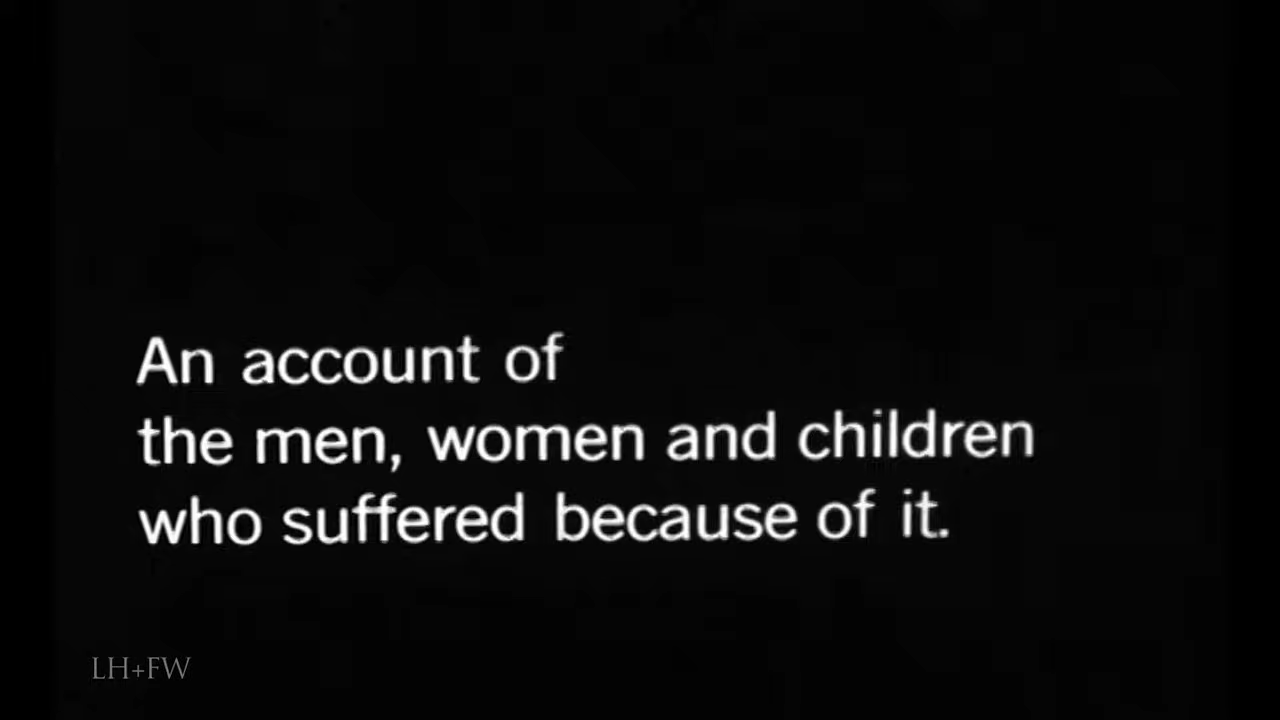 An account of
the men, women and children
who suffered because of it.
LH+FW